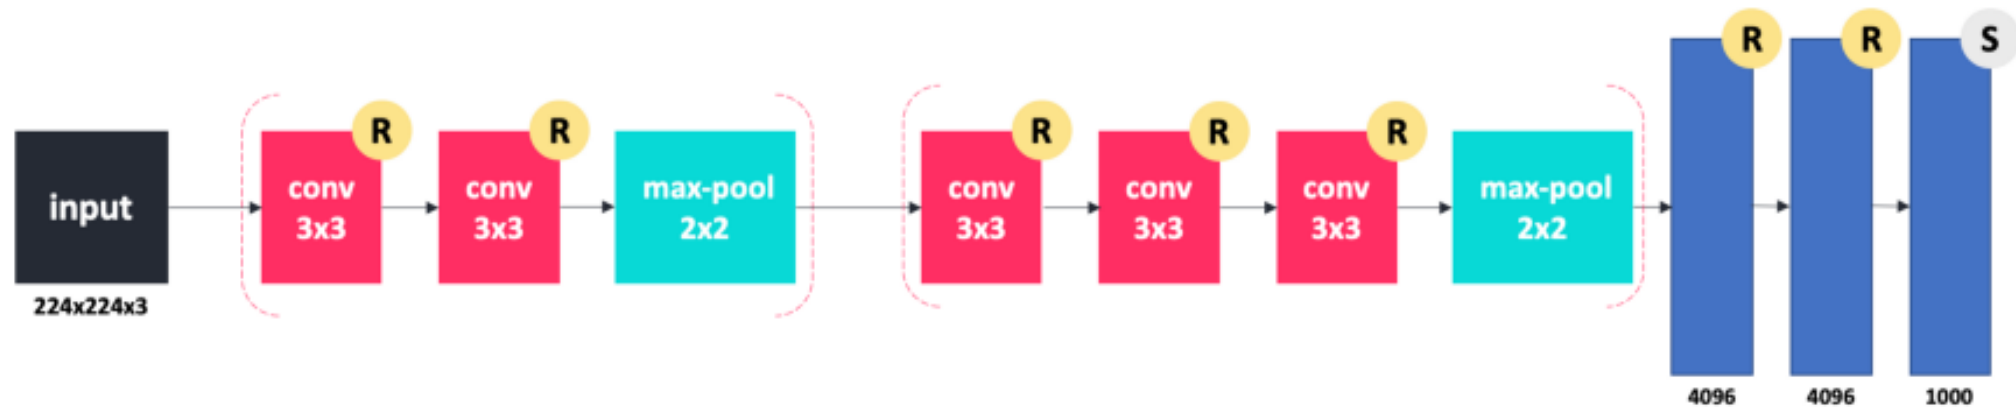 input
224x224x3
R
conv
3x3
R
conv
3x3
max-pool
2x2
R
conv
3x3
R
conv
3x3
R
conv
3x3
max-pool
2x2
R
4096
R
4096
S
1000